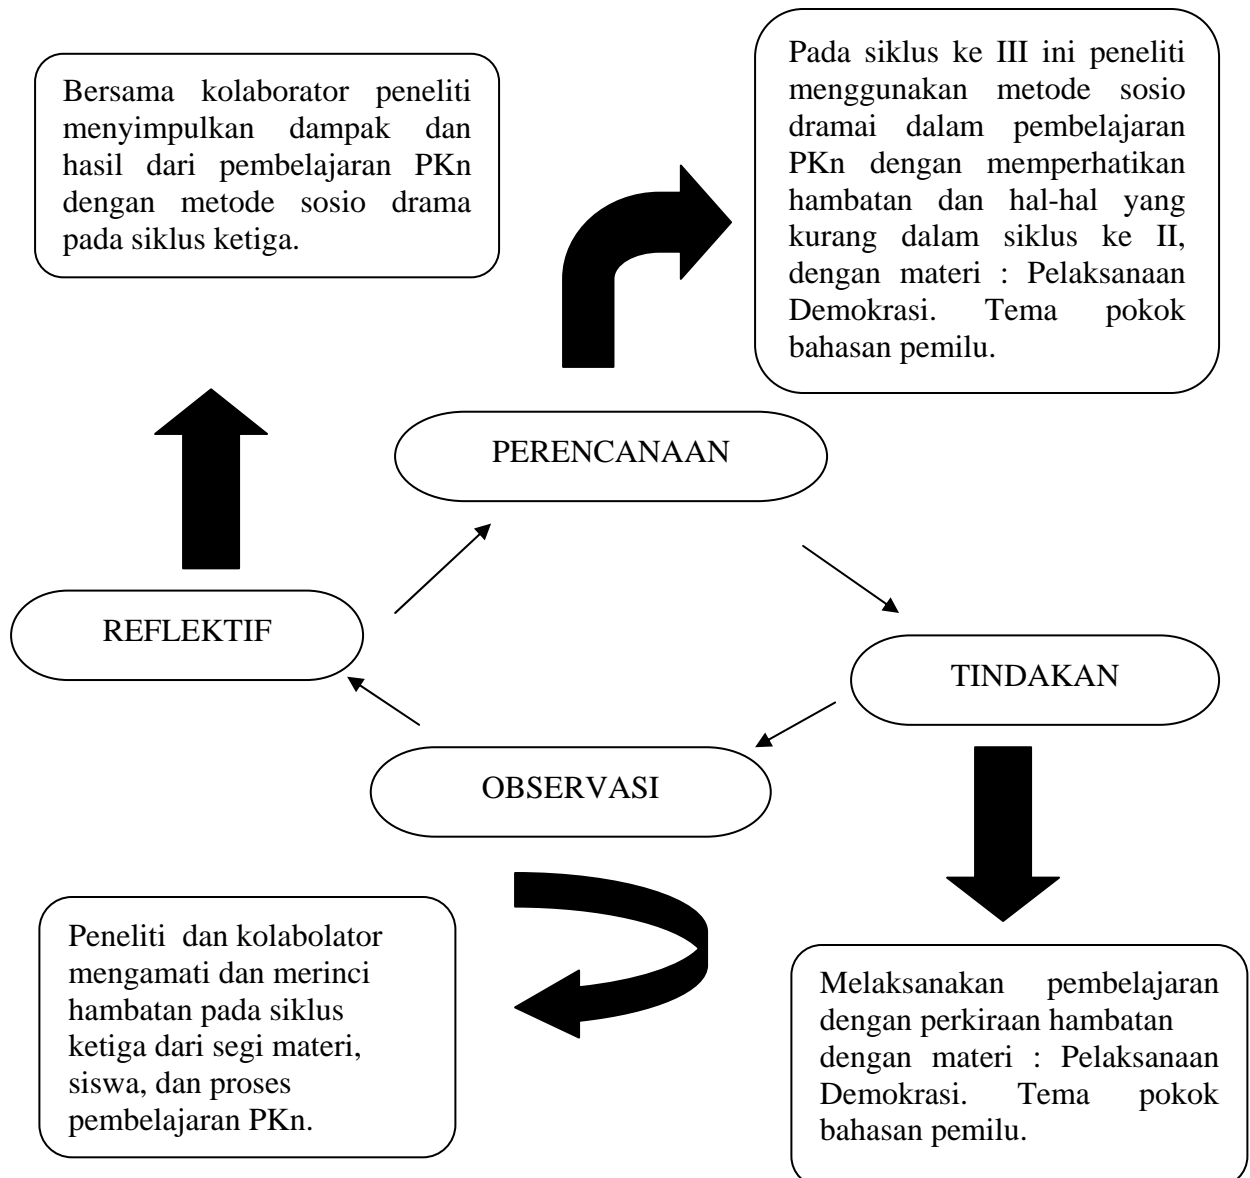 Bersama kolaborator peneliti
menyimpulkan dampak dan
hasil dari pembelajaran PKn
dengan metode sosio drama
pada siklus ketiga.
Pada siklus ke III ini peneliti
menggunakan metode sosio
dramai dalam pembelajaran
PKn dengan memperhatikan
hambatan dan hal-hal yang
kurang dalam siklus ke II,
dengan materi : Pelaksanaan
Demokrasi. Tema pokok
bahasan pemilu.
PERENCANAAN
REFLEKTIF
TINDAKAN
OBSERVASI
Peneliti dan kolabolator
mengamati dan merinci
hambatan pada siklus
ketiga dari segi materi,
siswa, dan proses
pembelajaran PKn.
Melaksanakan pembelajaran
dengan perkiraan hambatan
dengan materi : Pelaksanaan
Demokrasi. Tema pokok
bahasan pemilu.